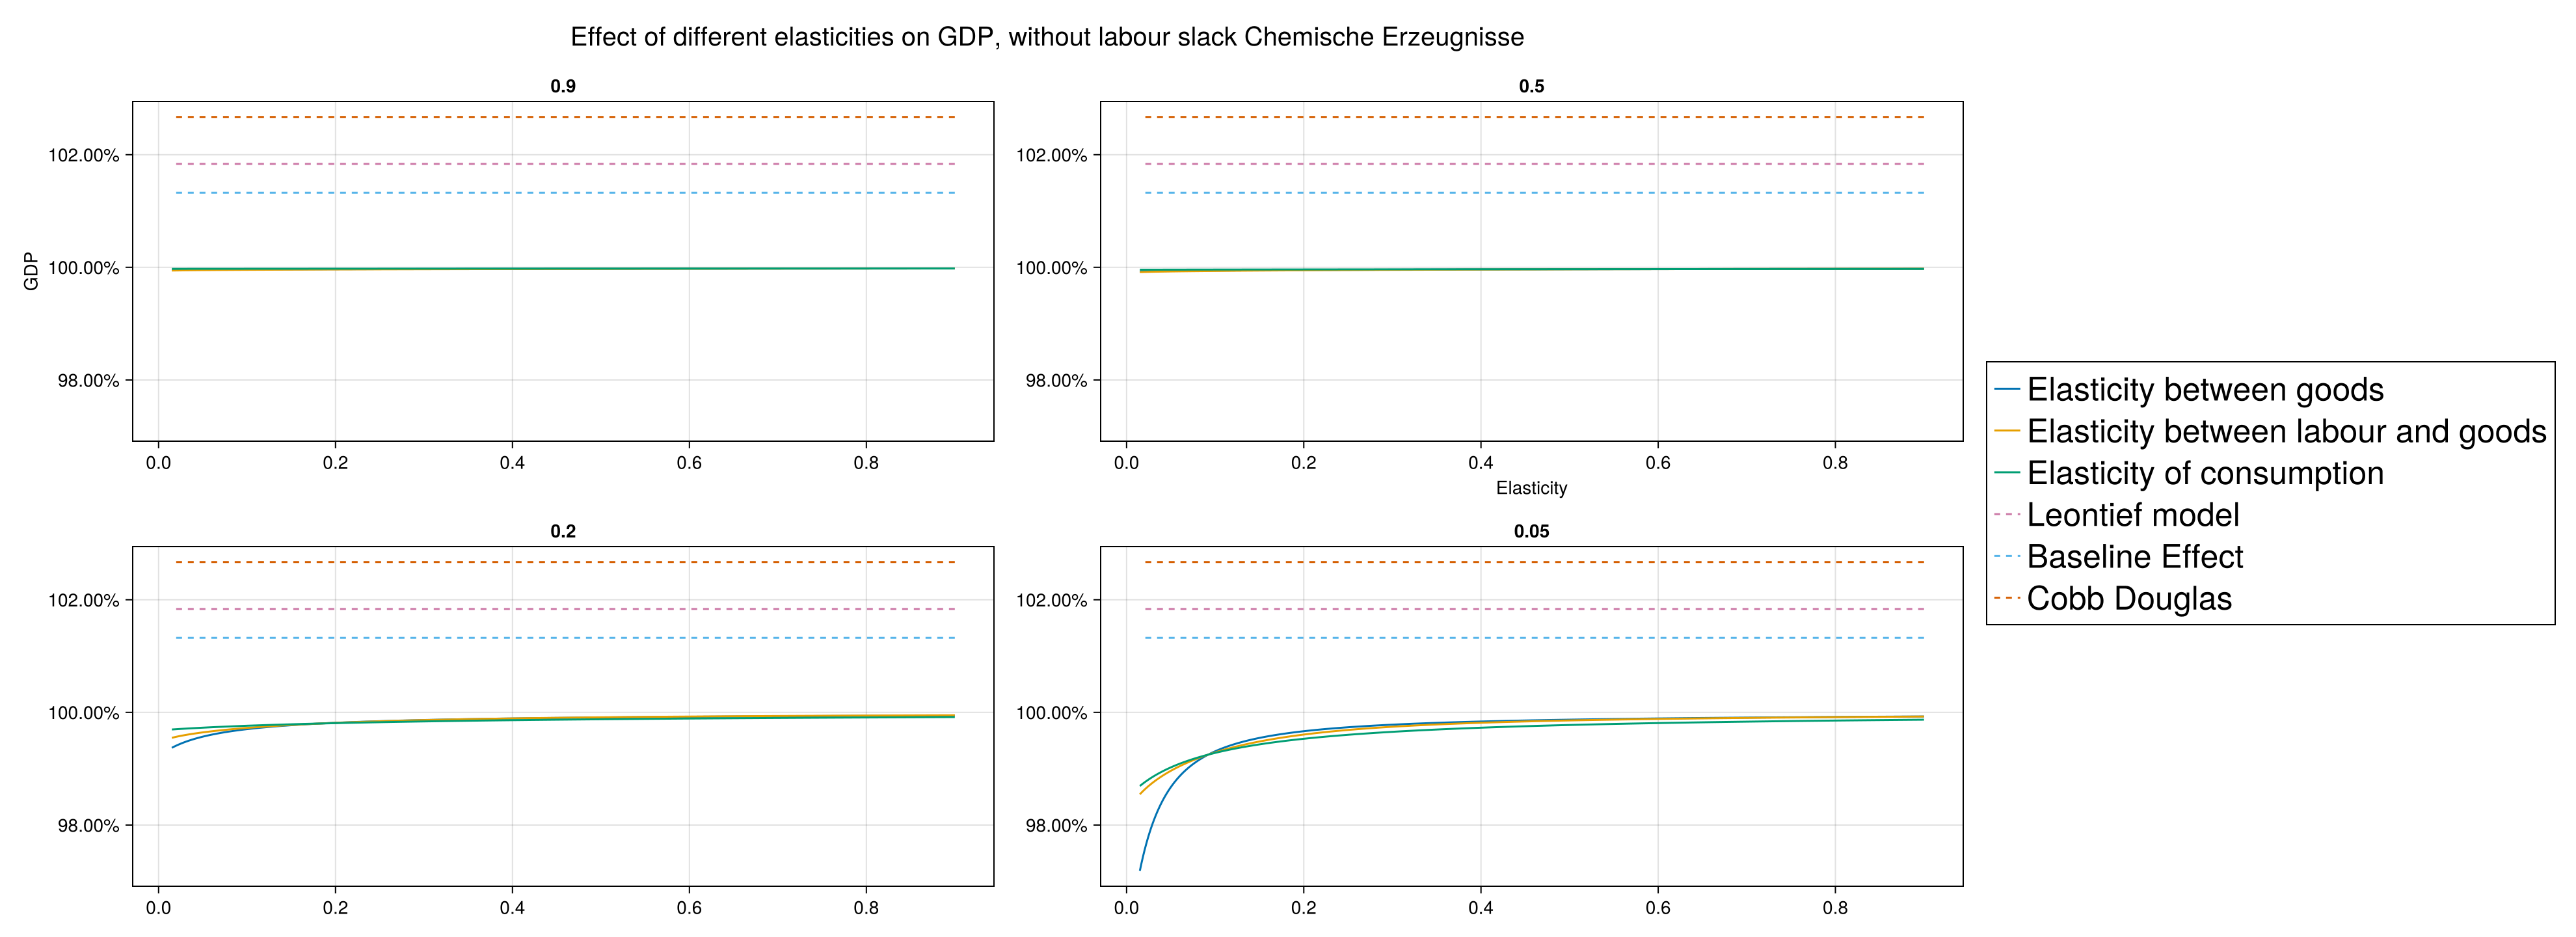 Effect of different elasticities on GDP, without labour slack Chemische Erzeugnisse
0.9
102.00%
100.00%
98.00%
GDP
0.0 0.2 0.4 0.6 0.8
0.5
102.00%
100.00%
98.00%
0.0 0.2 0.4 0.6 0.8
Elasticity
0.2
102.00%
100.00%
98.00%
0.0 0.2 0.4 0.6 0.8
0.05
102.00%
100.00%
98.00%
0.0 0.2 0.4 0.6 0.8
Elasticity between goods
Elasticity between labour and goods
Elasticity of consumption
Leontief model
Baseline Effect
Cobb Douglas